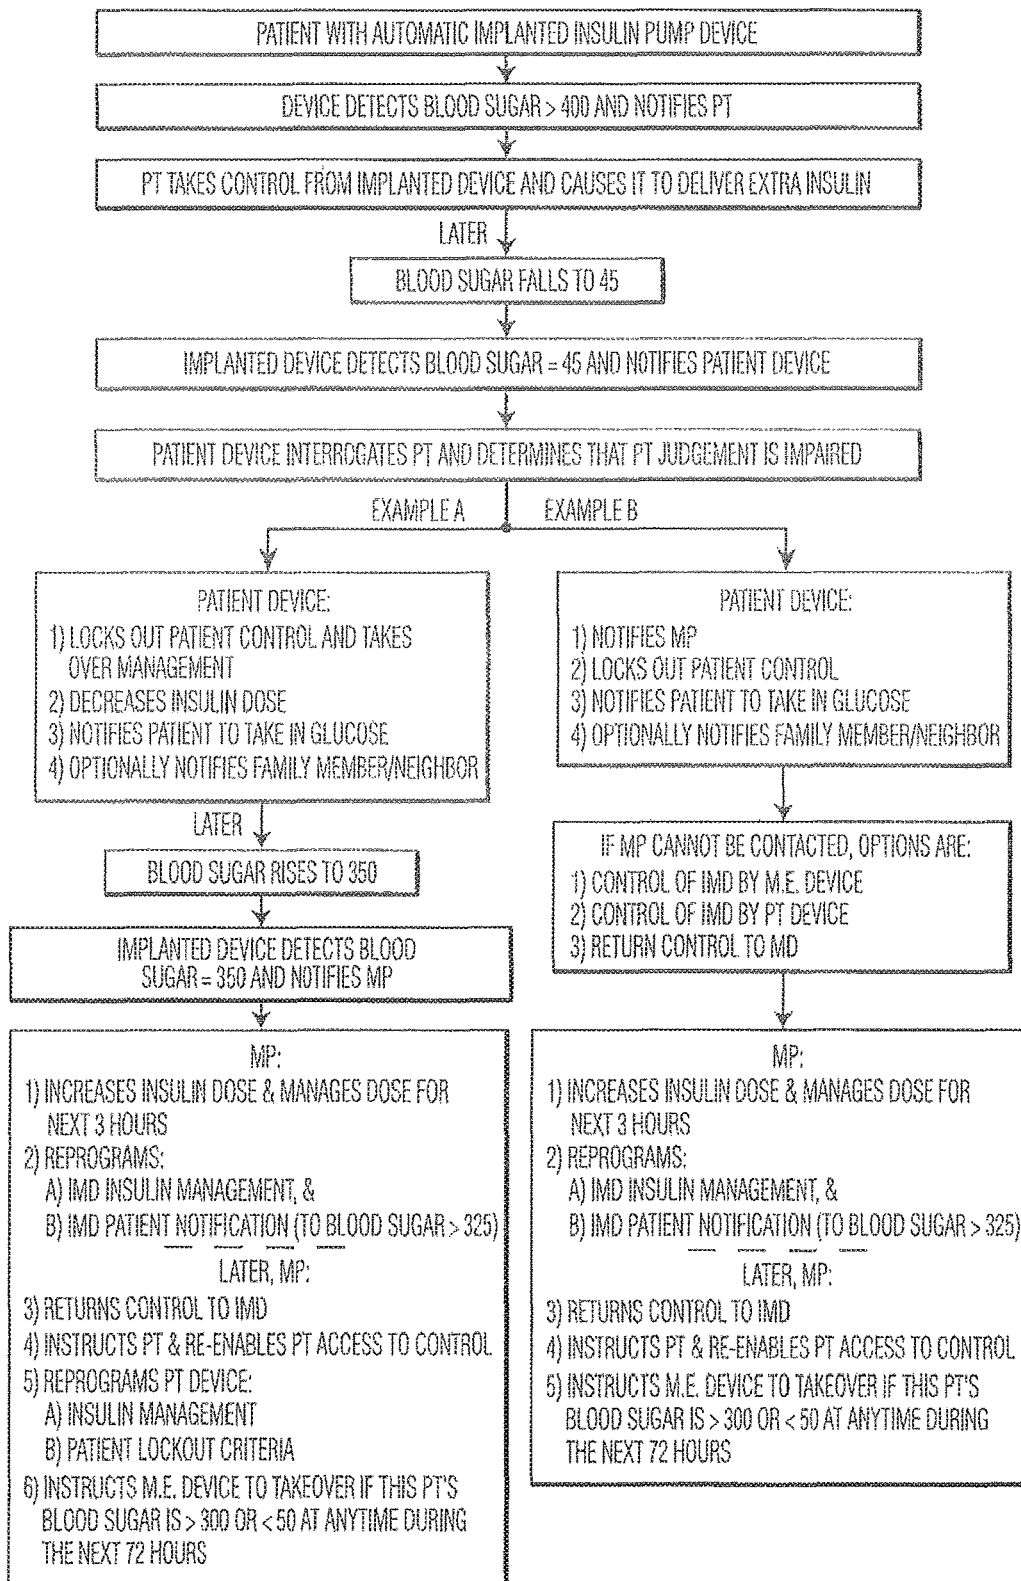 PATIENT WITH AUTOMATIC IMPLANTED INSULIN PUMP DEVICE
DEVICE DETECTS BLOOD SUGAR > 400 AND NOTIFIES PT
PT TAKES CONTROL FROM IMPLANTED DEVICE AND CAUSES IT TO DELIVER EXTRA INSULIN
LATER
BLOOD SUGAR FALLS TO 45
IMPLANTED DEVICE DETECTS BLOOD SUGAR = 45 AND NOTIFIES PATIENT DEVICE
PATIENT DEVICE INTERROGATES PT AND DETERMINES THAT PT JUDGEMENT IS IMPAIRED
EXAMPLE A
EXAMPLE B
PATIENT DEVICE:
1) LOCKS OUT PATIENT CONTROL AND TAKES
OVER MANAGEMENT
2) DECREASES INSULIN DOSE
3) NOTIFIES PATIENT TO TAKE IN GLUCOSE
4) OPTIONALLY NOTIFIES FAMILY MEMBER/NEIGHBOR
LATER
BLOOD SUGAR RISES TO 350
IMPLANTED DEVICE DETECTS BLOOD
SUGAR = 350 AND NOTIFIES MP
MP:
1) INCREASES INSULIN DOSE & MANAGES DOSE FOR
NEXT 3 HOURS
2) REPROGRAMS:
A) IMD INSULIN MANAGEMENT, &
B) IMD PATIENT NOTIFICATION (TO BLOOD SUGAR > 325)
LATER, MP:
3) RETURNS CONTROL TO IMD
4) INSTRUCTS PT & RE-ENABLES PT ACCESS TO CONTROL
5) REPROGRAMS PT DEVICE:
A) INSULIN MANAGEMENT
B) PATIENT LOCKOUT CRITERIA
6) INSTRUCTS M.E. DEVICE TO TAKEOVER IF THIS PT'S
BLOOD SUGAR IS > 300 OR < 50 AT ANYTIME DURING
THE NEXT 72 HOURS
PATIENT DEVICE:
1) NOTIFIES MP
2) LOCKS OUT PATIENT CONTROL
3) NOTIFIES PATIENT TO TAKE IN GLUCOSE
4) OPTIONALLY NOTIFIES FAMILY MEMBER/NEIGHBOR
IF MP CANNOT BE CONTACTED, OPTIONS ARE:
1) CONTROL OF IMD BY M.E. DEVICE
2) CONTROL OF IMD BY PT DEVICE
3) RETURN CONTROL TO MD
MP:
1) INCREASES INSULIN DOSE & MANAGES DOSE FOR
NEXT 3 HOURS
2) REPROGRAMS:
A) IMD INSULIN MANAGEMENT, &
B) IMD PATIENT NOTIFICATION (TO BLOOD SUGAR > 325)
LATER, MP:
3) RETURNS CONTROL TO IMD
4) INSTRUCTS PT & RE-ENABLES PT ACCESS TO CONTROL
5) INSTRUCTS M.E. DEVICE TO TAKEOVER IF THIS PT'S
BLOOD SUGAR IS > 300 OR < 50 AT ANYTIME DURING
THE NEXT 72 HOURS